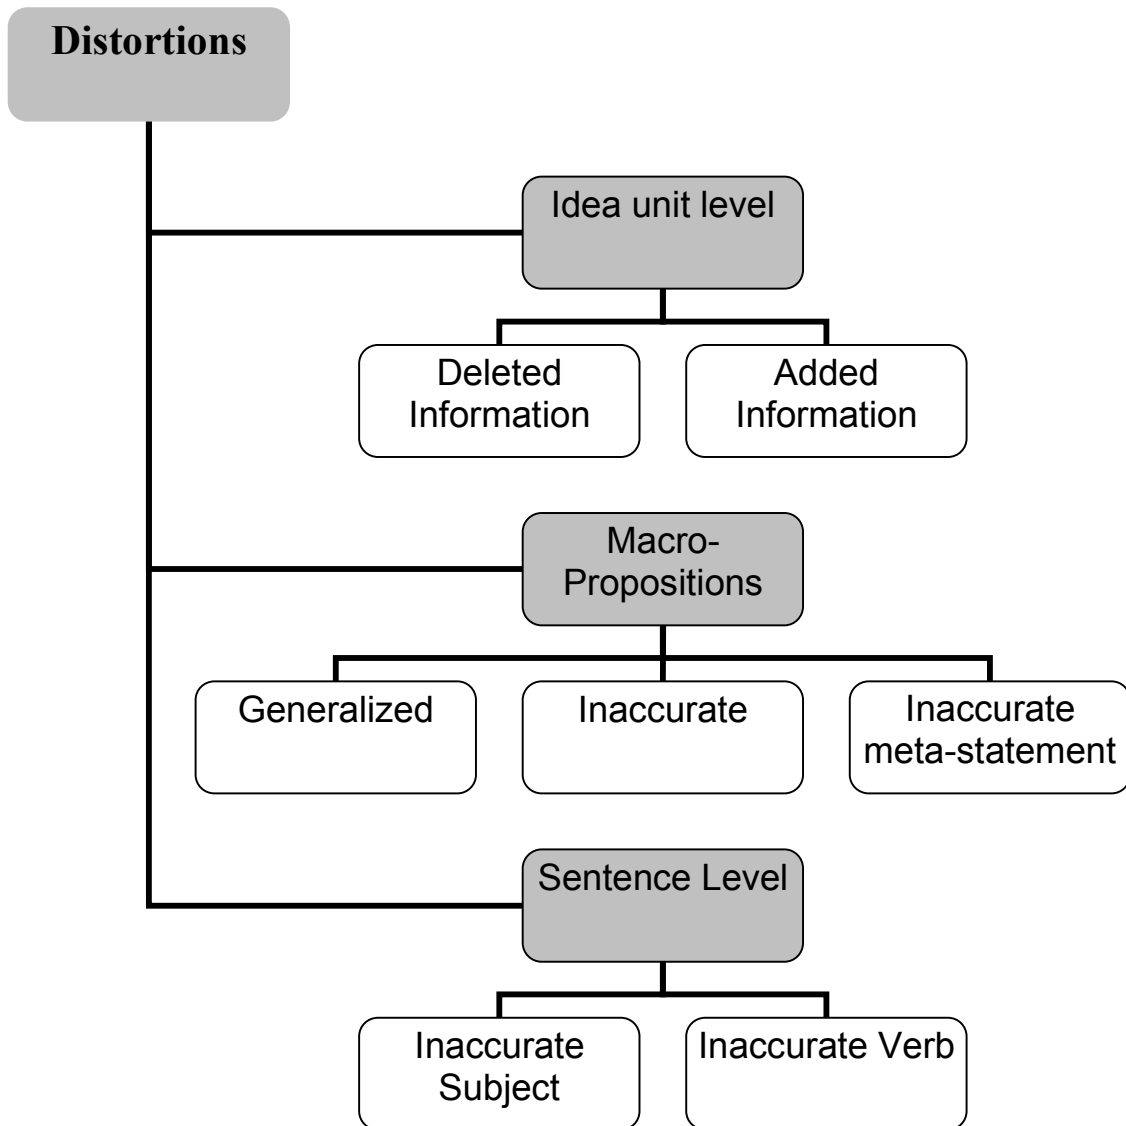 Distortions
Idea unit level
Deleted
Information
Added
Information
Macro-
Propositions
Generalized
Inaccurate
Inaccurate
meta-statement
Sentence Level
Inaccurate
Subject
Inaccurate Verb